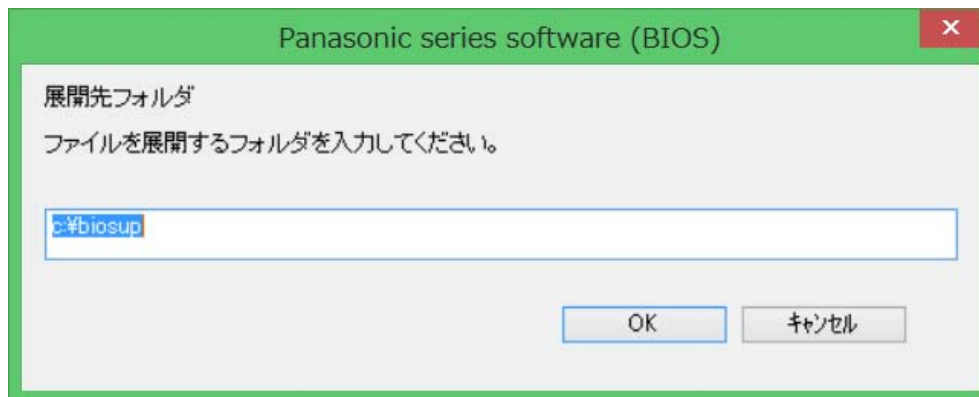 Panasonic series software (BIOS)
展開先フォルダ
ファイルを展開するフォルダを入力してください。
c:¥biosup
OK
キャンセル